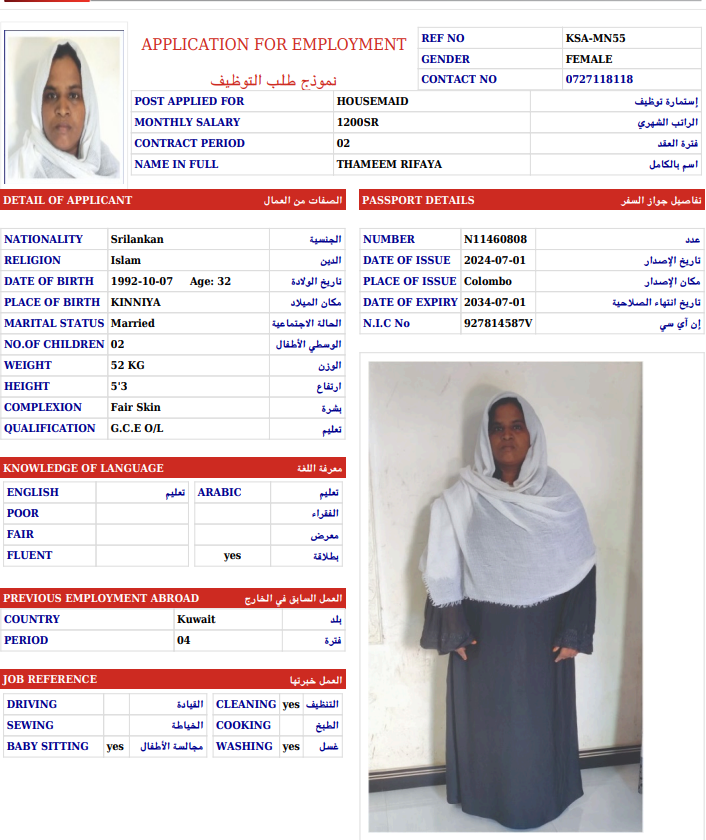 APPLICATION FOR EMPLOYMENT
نموذج طلب التوظيف
REF NO KSA-MN55
GENDER FEMALE
CONTACT NO 0727118118
POST APPLIED FOR HOUSEMAID إستمارة توظيف
MONTHLY SALARY 1200SR الراتب الشهري
CONTRACT PERIOD 02 فترة العقد
NAME IN FULL THAMEEM RIFAYA اسم بالكامل
DETAIL OF APPLICANT الصفات من العمال
NATIONALITY Srilankan الجنسية
RELIGION Islam الدين
DATE OF BIRTH 1992-10-07 Age: 32 تاريخ الولادة
PLACE OF BIRTH KINNIYA مكان الميلاد
MARITAL STATUS Married الحالة الاجتماعية
NO.OF CHILDREN 02 الوسطي الأطفال
WEIGHT 52 KG الوزن
HEIGHT 5'3 ارتفاع
COMPLEXION Fair Skin بشرة
QUALIFICATION G.C.E O/L تعليم
KNOWLEDGE OF LANGUAGE معرفة اللغة
ENGLISH تعليم ARABIC تعليم
POOR الفقراء
FAIR معرض
FLUENT yes بطلاقة
PREVIOUS EMPLOYMENT ABROAD العمل السابق في الخارج
COUNTRY Kuwait بلد
PERIOD 04 فترة
JOB REFERENCE العمل خبرتها
DRIVING القيادة CLEANING yes التنظيف
SEWING الخياطة COOKING الطبخ
BABY SITTING yes مجالسة الأطفال WASHING yes غسل
PASSPORT DETAILS تفاصيل جواز السفر
NUMBER N11460808 عدد
DATE OF ISSUE 2024-07-01 تاريخ الإصدار
PLACE OF ISSUE Colombo مكان الإصدار
DATE OF EXPIRY 2034-07-01 تاريخ انتهاء الصلاحية
N.I.C No 927814587V إن آي سي